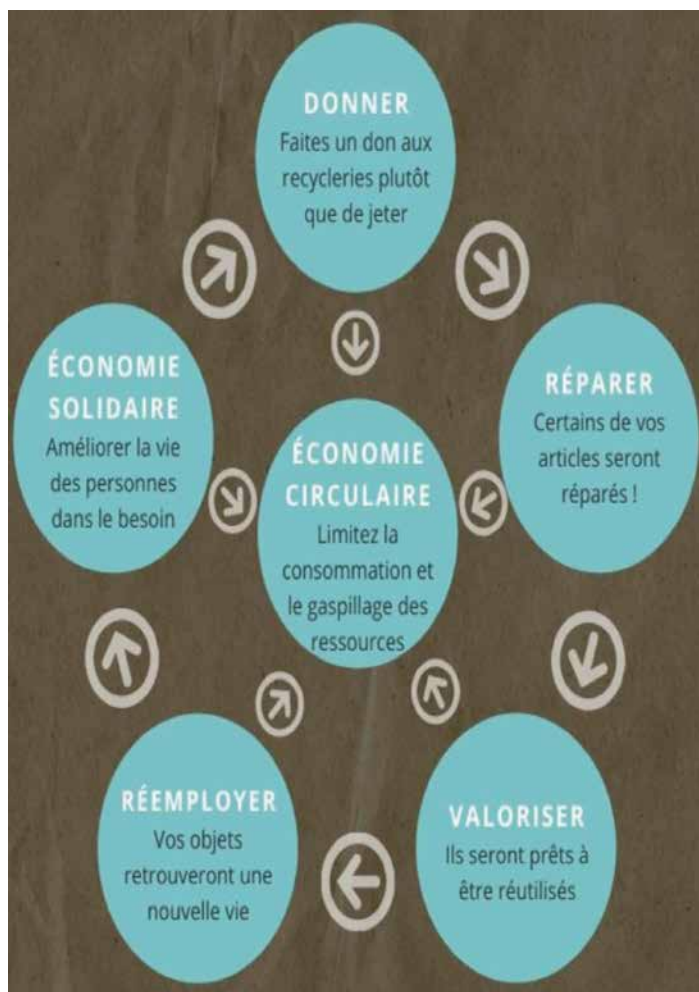 DONNER
Faites un don aux
recycleries plutôt
que de jeter
ÉCONOMIE
SOLIDAIRE
Améliorer la vie
des personnes
dans le besoin
ÉCONOMIE
CIRCULAIRE
Limitez la
consommation et
le gaspillage des
ressources
RÉPARER
Certains de vos
articles seront
réparés !
RÉEMPLOYER
Vos objets
retrouveront une
nouvelle vie
VALORISER
Ils seront prêts à
être réutilisés